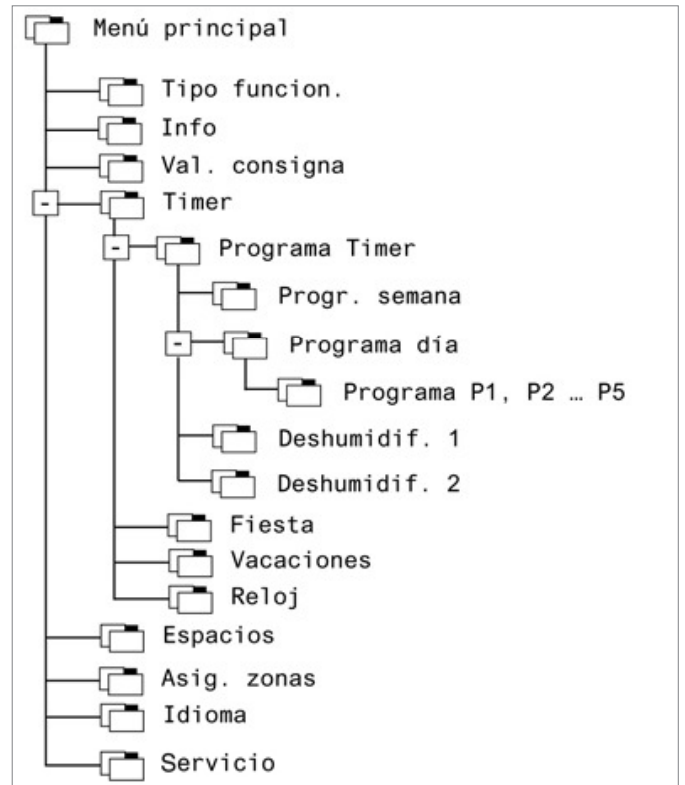 Menú principal
Tipo funcion.
Info
Val. consigna
Timer
Programa Timer
Progr. semana
Programa día
Programa P1, P2 … P5
Deshumidif. 1
Deshumidif. 2
Fiesta
Vacaciones
Reloj
Espacios
Asig. zonas
Idioma
Servicio